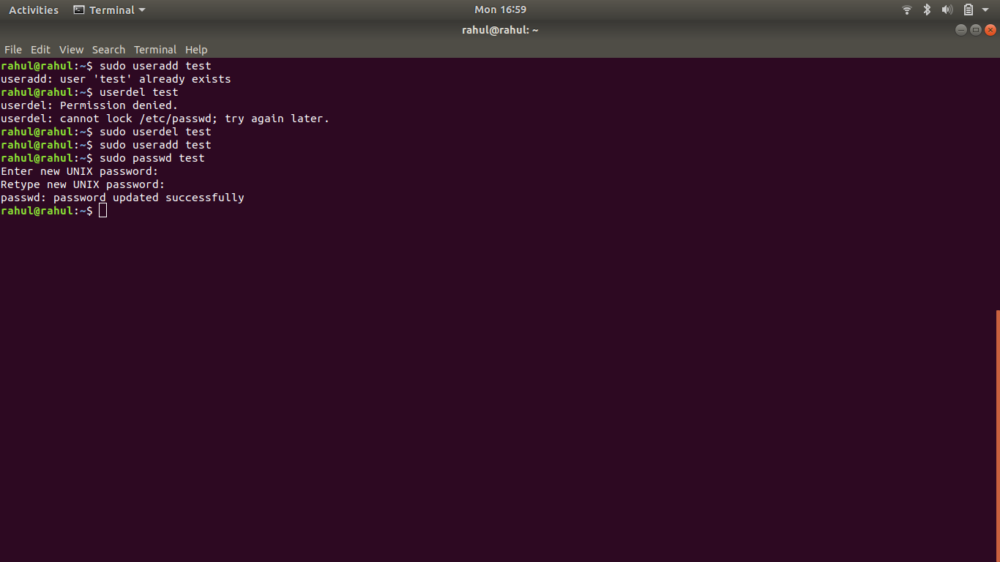 Activities Terminal Mon 16:59
rahul@rahul: ~
File Edit View Search Terminal Help
rahul@rahul:~$ sudo useradd test
useradd: user 'test' already exists
rahul@rahul:~$ userdel test
userdel: Permission denied.
userdel: cannot lock /etc/passwd; try again later.
rahul@rahul:~$ sudo userdel test
rahul@rahul:~$ sudo useradd test
rahul@rahul:~$ sudo passwd test
Enter new UNIX password:
Retype new UNIX password:
passwd: password updated successfully
rahul@rahul:~$